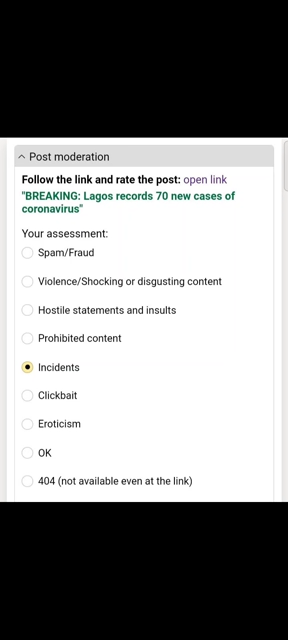 Post moderation
Follow the link and rate the post: open link
"BREAKING: Lagos records 70 new cases of
coronavirus"
Your assessment:
Spam/Fraud
Violence/Shocking or disgusting content
Hostile statements and insults
Prohibited content
Incidents
Clickbait
Eroticism
OK
404 (not available even at the link)